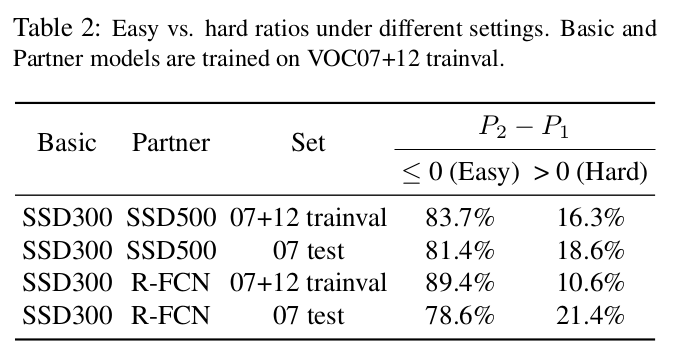 Table 2: Easy vs. hard ratios under different settings. Basic and
Partner models are trained on VOC07+12 trainval.
Basic Partner Set P₂ − P₁
≤ 0 (Easy) > 0 (Hard)
SSD300 SSD500 07+12 trainval 83.7% 16.3%
SSD300 SSD500 07 test 81.4% 18.6%
SSD300 R-FCN 07+12 trainval 89.4% 10.6%
SSD300 R-FCN 07 test 78.6% 21.4%